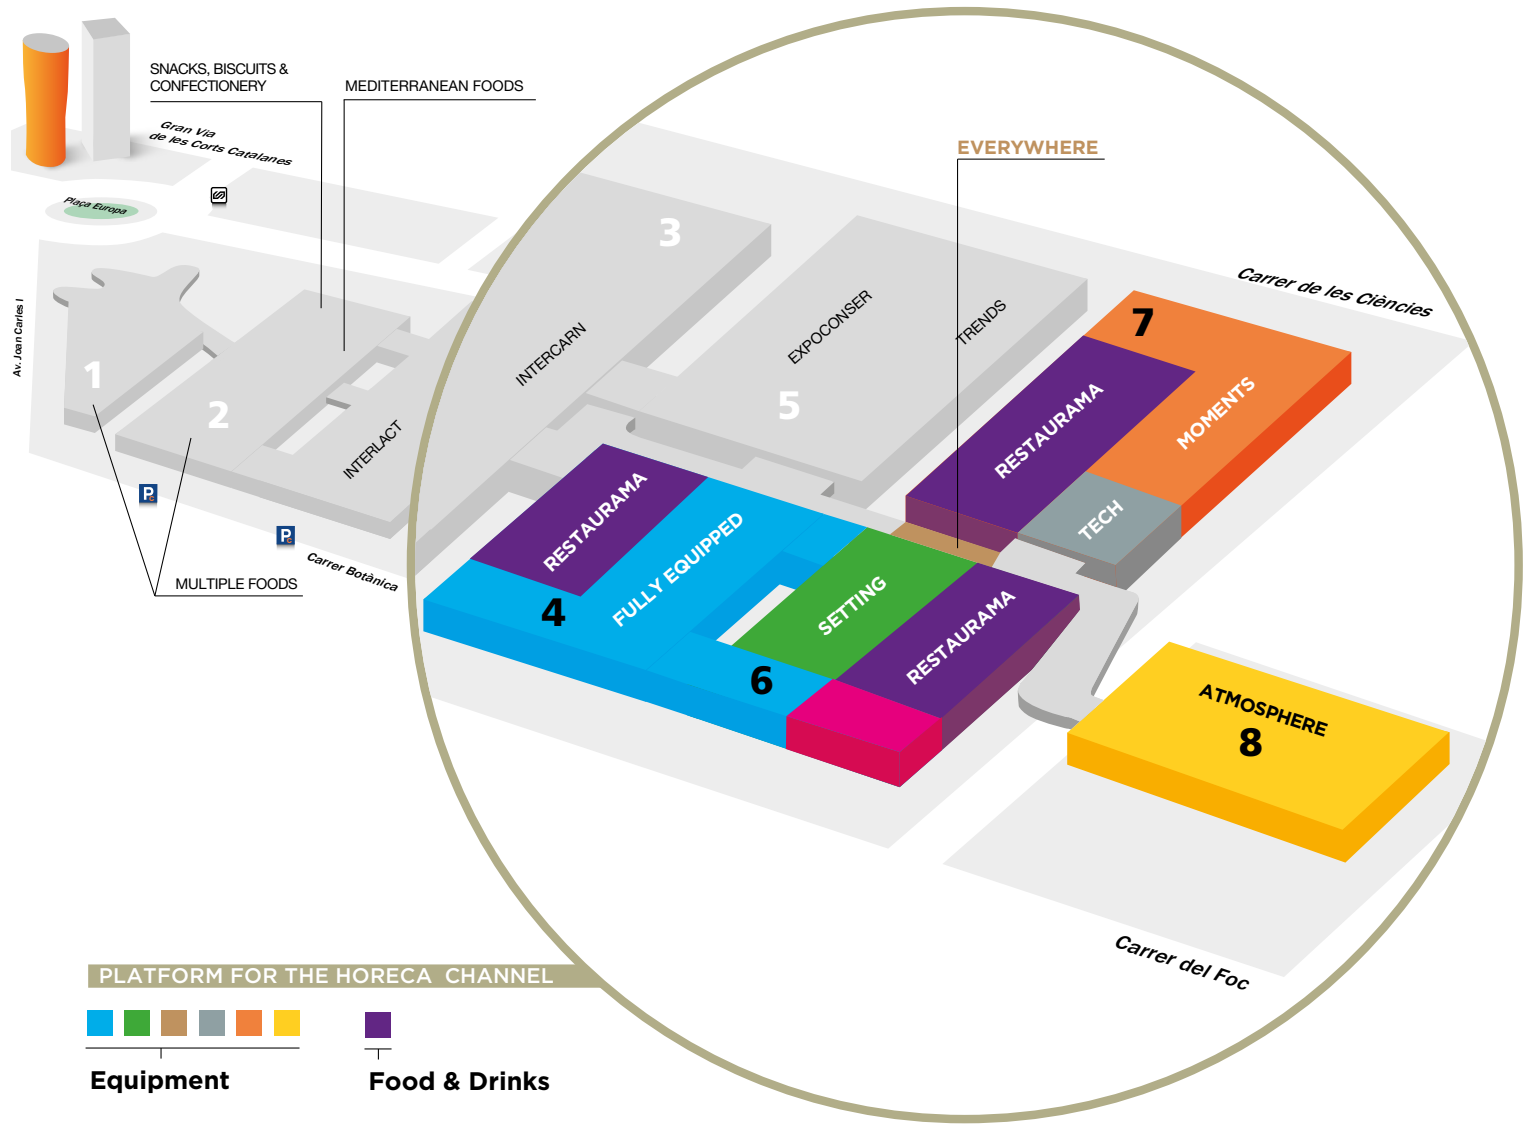 SNACKS, BISCUITS &
CONFECTIONERY
MEDITERRANEAN FOODS
Gran Via
de les Corts Catalanes
Plaça Europa
Av. Joan Carles I
EVERYWHERE
Carrer de les Ciències
3
INTERCARN
EXPOCONSER
TRENDS
5
7
RESTAURAMA
MOMENTS
TECH
1
2
INTERLACT
P
P
MULTIPLE FOODS
Carrer Botànica
RESTAURAMA
FULLY EQUIPPED
4
SETTING
RESTAURAMA
6
ATMOSPHERE
8
Carrer del Foc
PLATFORM FOR THE HORECA CHANNEL
Equipment
Food & Drinks